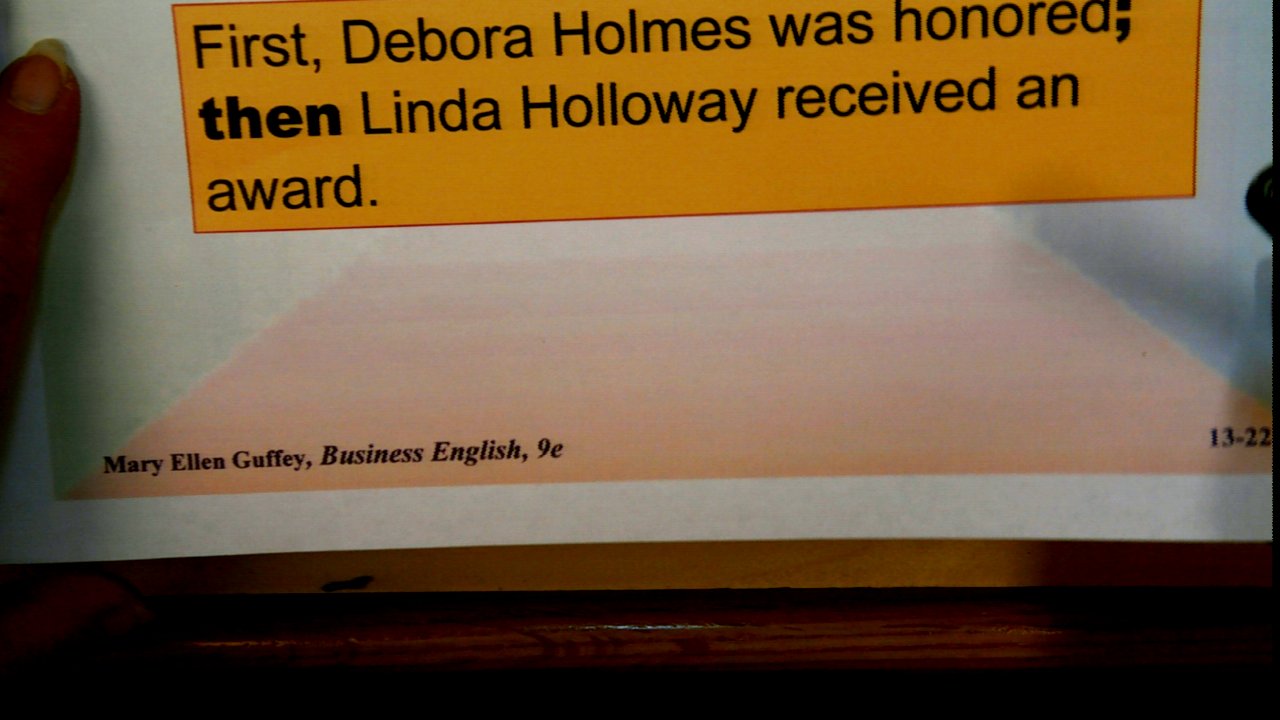 First, Debora Holmes was honored;
then Linda Holloway received an
award.
Mary Ellen Guffey, Business English, 9e
13-22